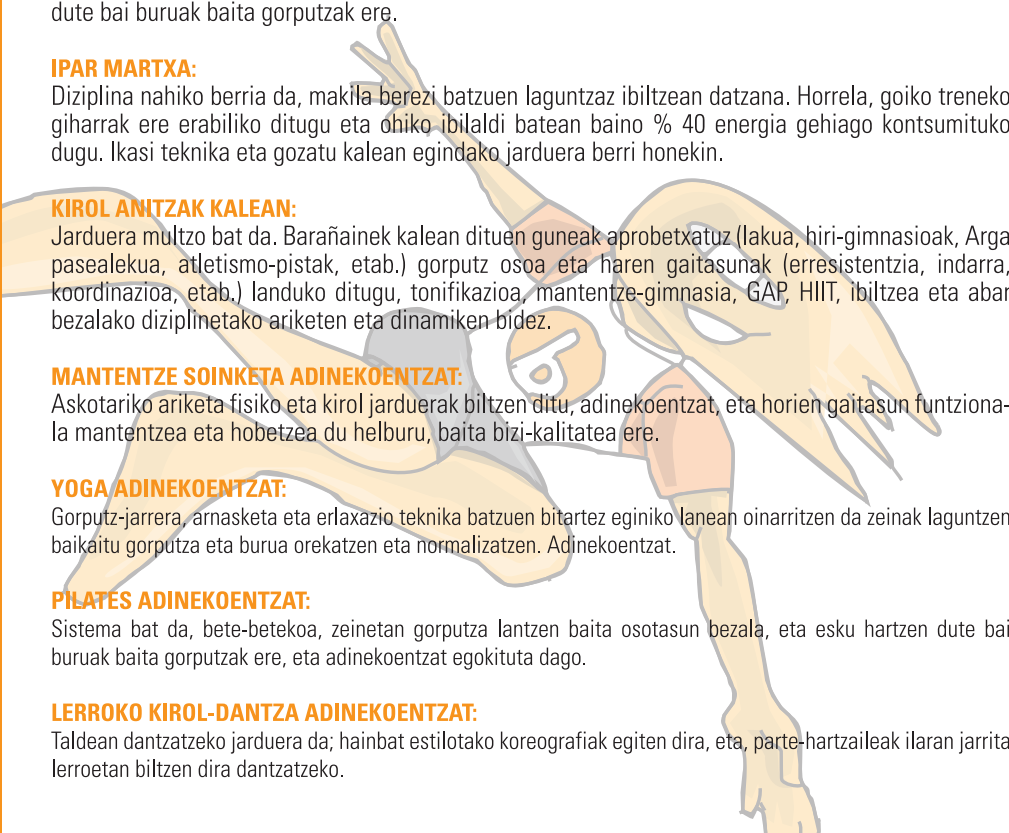 dute bai buruak baita gorputzak ere.
IPAR MARTXA:
Diziplina nahiko berria da, makila berezi batzuen laguntzaz ibiltzean datzana. Horrela, goiko treneko
giharrak ere erabiliko ditugu eta ohiko ibilaldi batean baino % 40 energia gehiago kontsumituko
dugu. Ikasi teknika eta gozatu kalean egindako jarduera berri honekin.
KIROL ANITZAK KALEAN:
Jarduera multzo bat da. Barañainek kalean dituen guneak aprobetxatuz (lakua, hiri-gimnasioak, Arga
pasealekua, atletismo-pistak, etab.) gorputz osoa eta haren gaitasunak (erresistentzia, indarra,
koordinazioa, etab.) landuko ditugu, tonifikazioa, mantentze-gimnasia, GAP, HIIT, ibiltzea eta abar
bezalako diziplinetako ariketen eta dinamiken bidez.
MANTENTZE SOINKETA ADINEKOENTZAT:
Askotariko ariketa fisiko eta kirol jarduerak biltzen ditu, adinekoentzat, eta horien gaitasun funtziona-
la mantentzea eta hobetzea du helburu, baita bizi-kalitatea ere.
YOGA ADINEKOENTZAT:
Gorputz-jarrera, arnasketa eta erlaxazio teknika batzuen bitartez eginiko lanean oinarritzen da zeinak laguntzen
baikaitu gorputza eta burua orekatzen eta normalizatzen. Adinekoentzat.
PILATES ADINEKOENTZAT:
Sistema bat da, bete-betekoa, zeinetan gorputza lantzen baita osotasun bezala, eta esku hartzen dute bai
buruak baita gorputzak ere, eta adinekoentzat egokituta dago.
LERROKO KIROL-DANTZA ADINEKOENTZAT:
Taldean dantzatzeko jarduera da; hainbat estilotako koreografiak egiten dira, eta, parte-hartzaileak ilaran jarrita
lerroetan biltzen dira dantzatzeko.